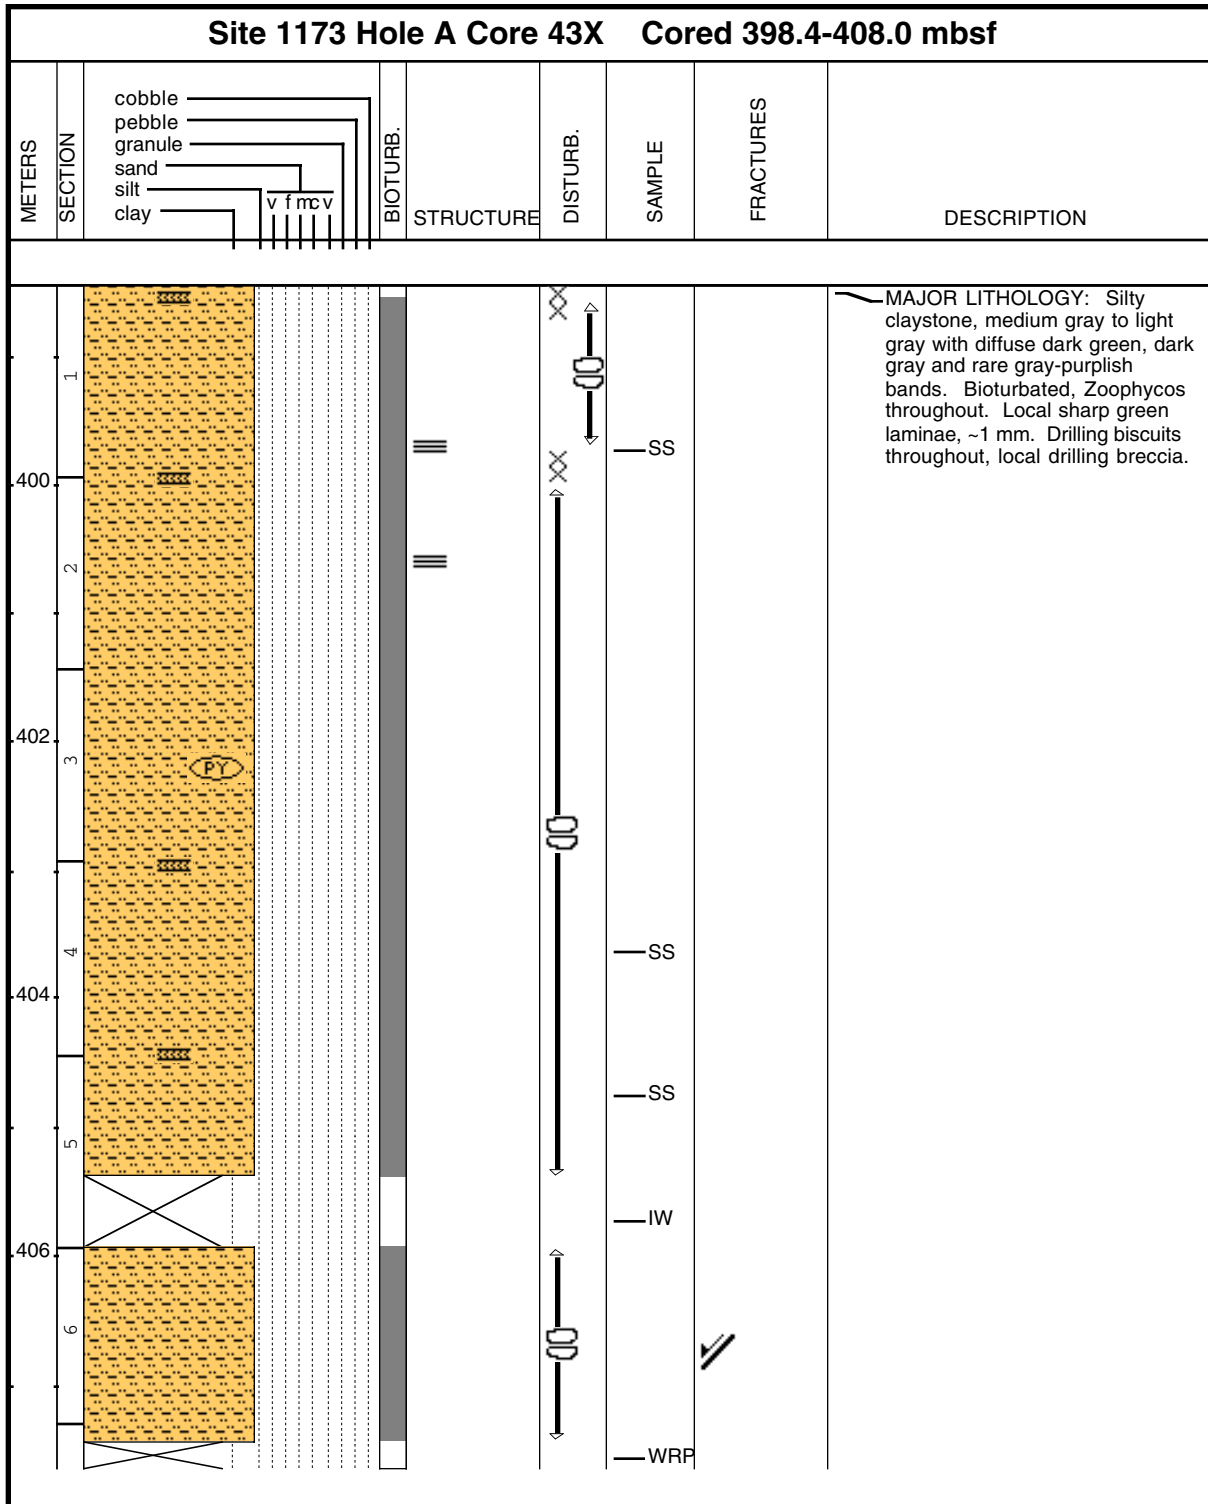 Site 1173 Hole A Core 43X Cored 398.4-408.0 mbsf
METERS
SECTION
cobble
pebble
granule
sand
silt
v f m c v
clay
BIOTURB.
STRUCTURE
DISTURB.
SAMPLE
FRACTURES
DESCRIPTION
MAJOR LITHOLOGY: Silty
claystone, medium gray to light
gray with diffuse dark green, dark
gray and rare gray-purplish
bands. Bioturbated, Zoophycos
throughout. Local sharp green
laminae, ~1 mm. Drilling biscuits
throughout, local drilling breccia.
1
SS
400
2
402
3
PY
4
SS
404
SS
5
IW
406
6
WRP